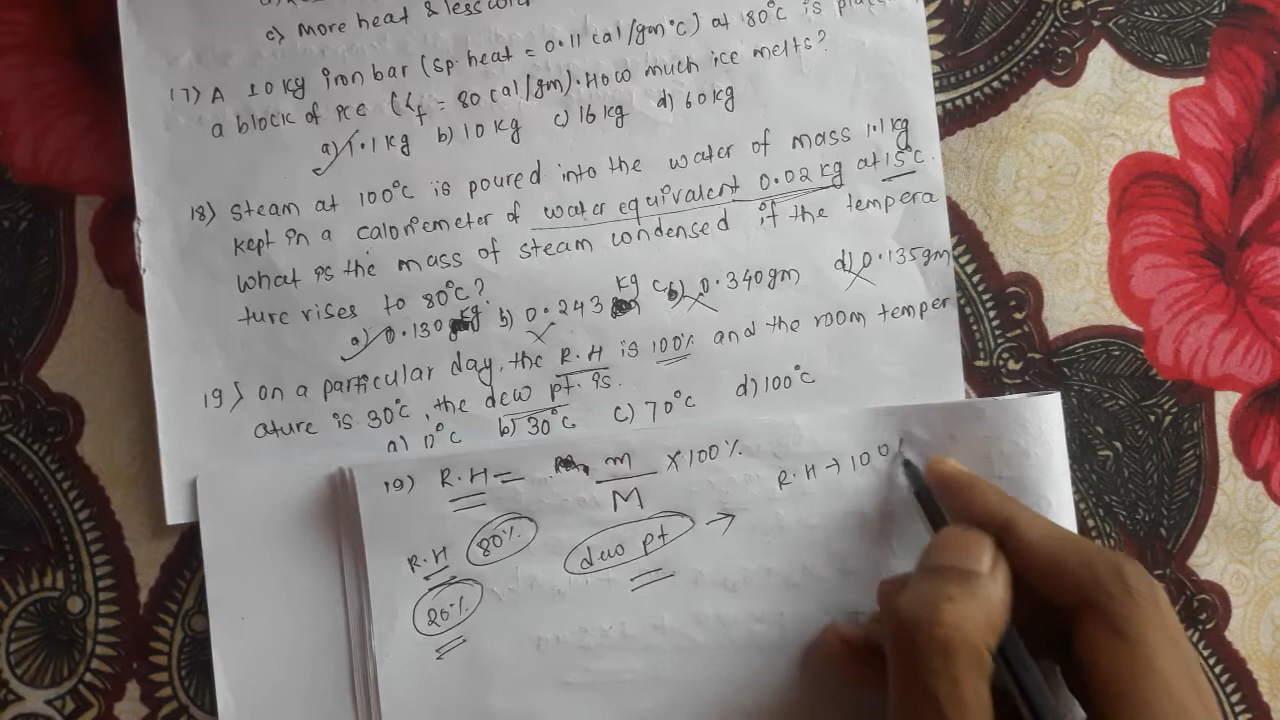 c) More heat & less cold
17) A 10 kg iron bar (sp. heat = 0.11 cal/gm°c) at 80°c is
a block of ice (Lf = 80 cal/gm). How much ice melts?
a) 1.1 kg b) 10 kg c) 16 kg d) 60 kg
18) Steam at 100°c is poured into the water of mass 1.1 kg
kept in a calorimeter of water equivalent 0.02 kg at 15°c.
What is the mass of steam condensed if the tempera
ture rises to 80°c?
a) 0.130 kg b) 0.243 kg c) 0.340gm d) 0.135gm
19) On a particular day, the R.H is 100% and the room temper
ature is 30°c, the dew pt. is.
a) 0°c b) 30°c c) 70°c d) 100°c
19) R.H = m/M × 100%
R.H → 100%
R.H 80% dew pt →
20%